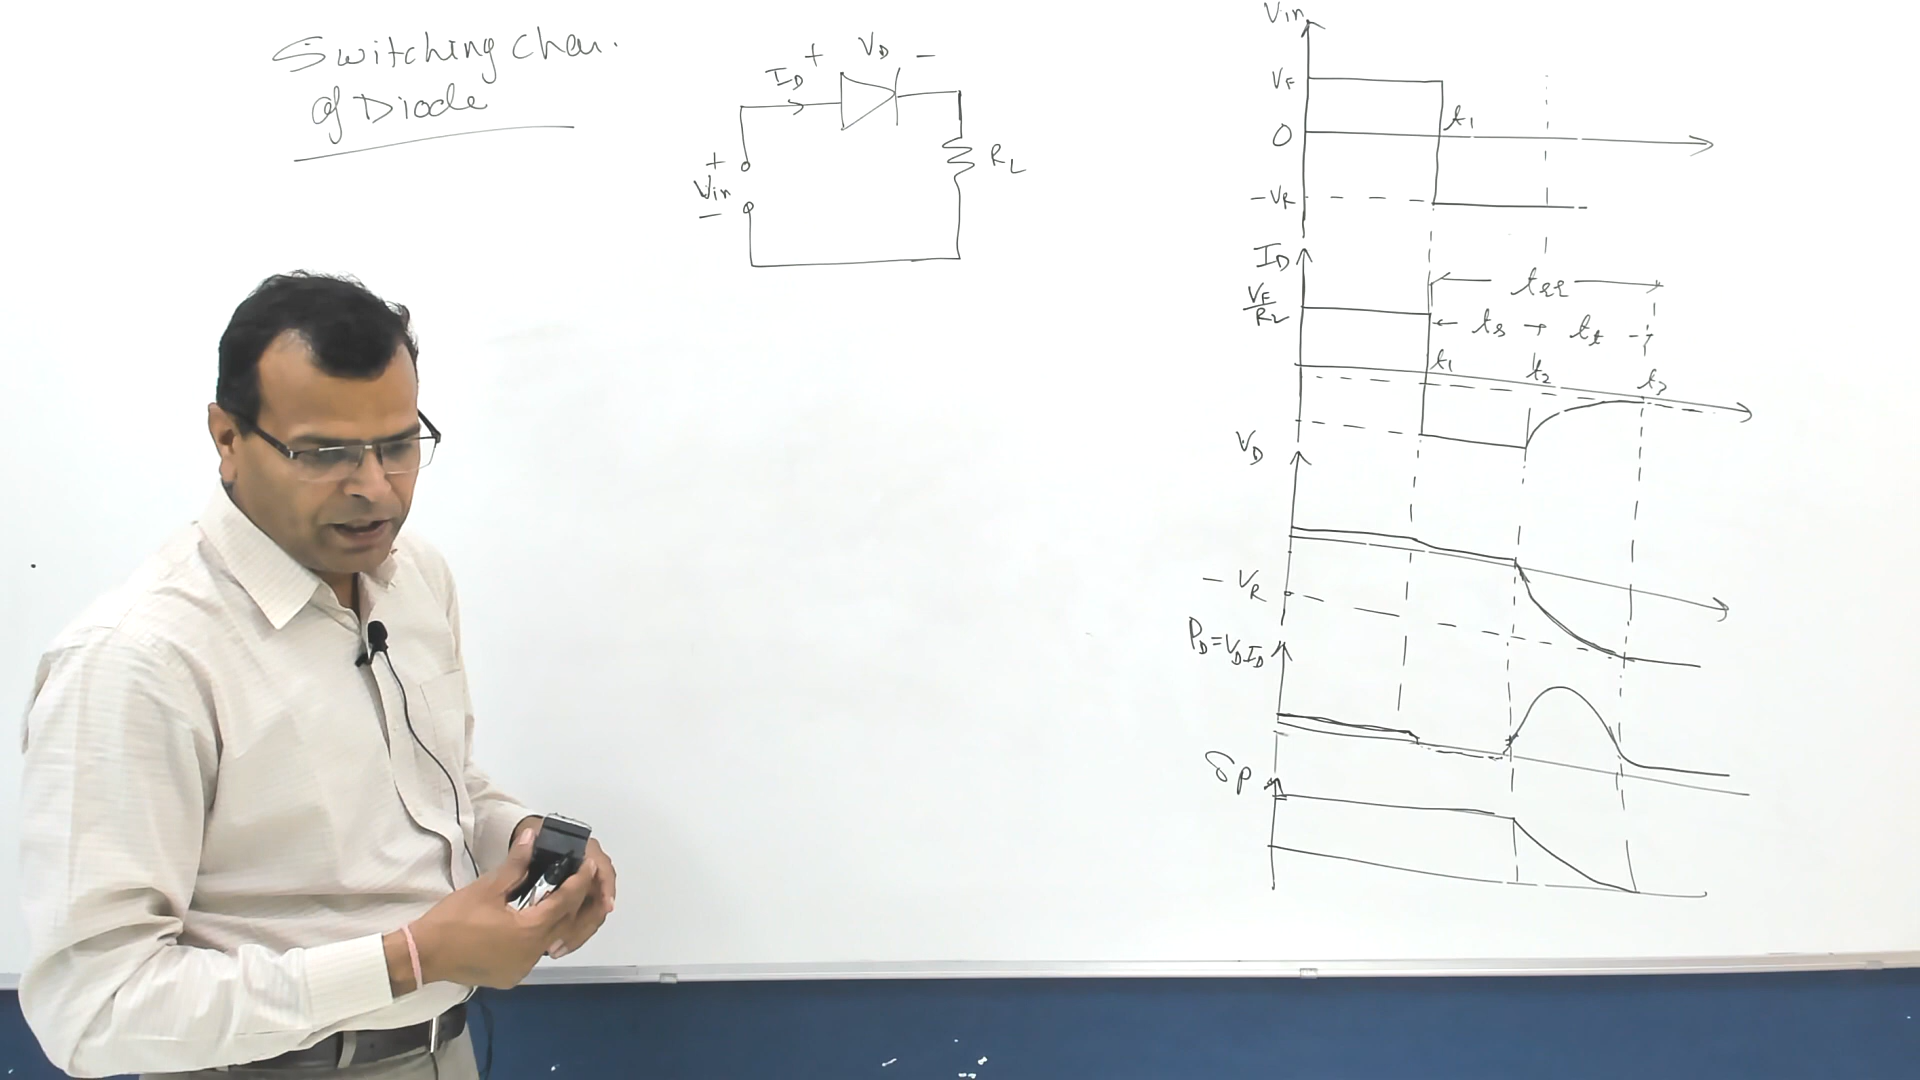 Switching Char.
of Diode
+ VD −
ID
+
Vin
−
RL
Vin
VF
t1
0
-VR
ID
VF/RL
trr
ts tt
t1 t2 t3
VD
- VR
PD=VDID
δp